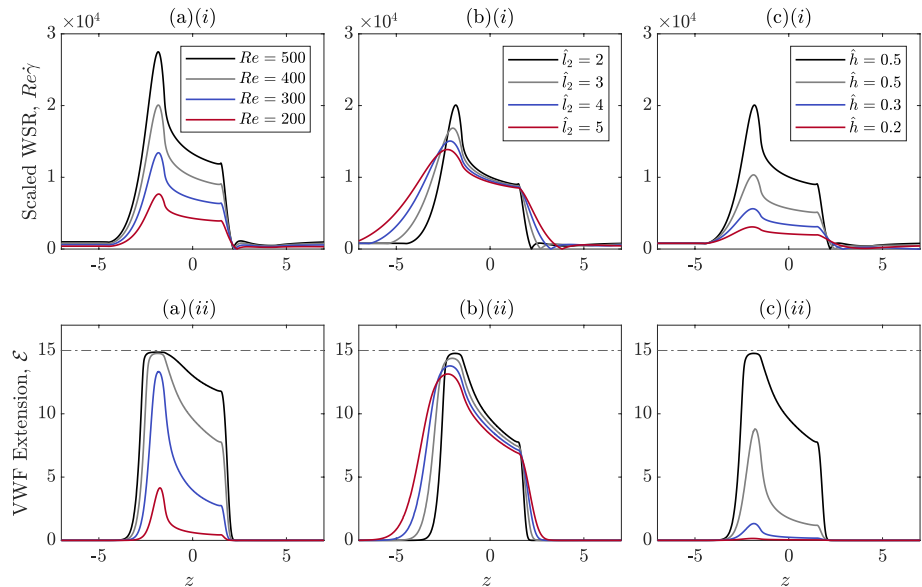 (a)(i)
(b)(i)
(c)(i)
×10⁴
×10⁴
×10⁴
Scaled WSR, Reγ̇
3
2
1
0
3
2
1
0
3
2
1
0
Re = 500
Re = 400
Re = 300
Re = 200
l̂₂ = 2
l̂₂ = 3
l̂₂ = 4
l̂₂ = 5
ĥ = 0.5
ĥ = 0.5
ĥ = 0.3
ĥ = 0.2
-5 0 5
-5 0 5
-5 0 5
(a)(ii)
(b)(ii)
(c)(ii)
VWF Extension, ℰ
15
10
5
0
15
10
5
0
15
10
5
0
-5 0 5
-5 0 5
-5 0 5
z
z
z